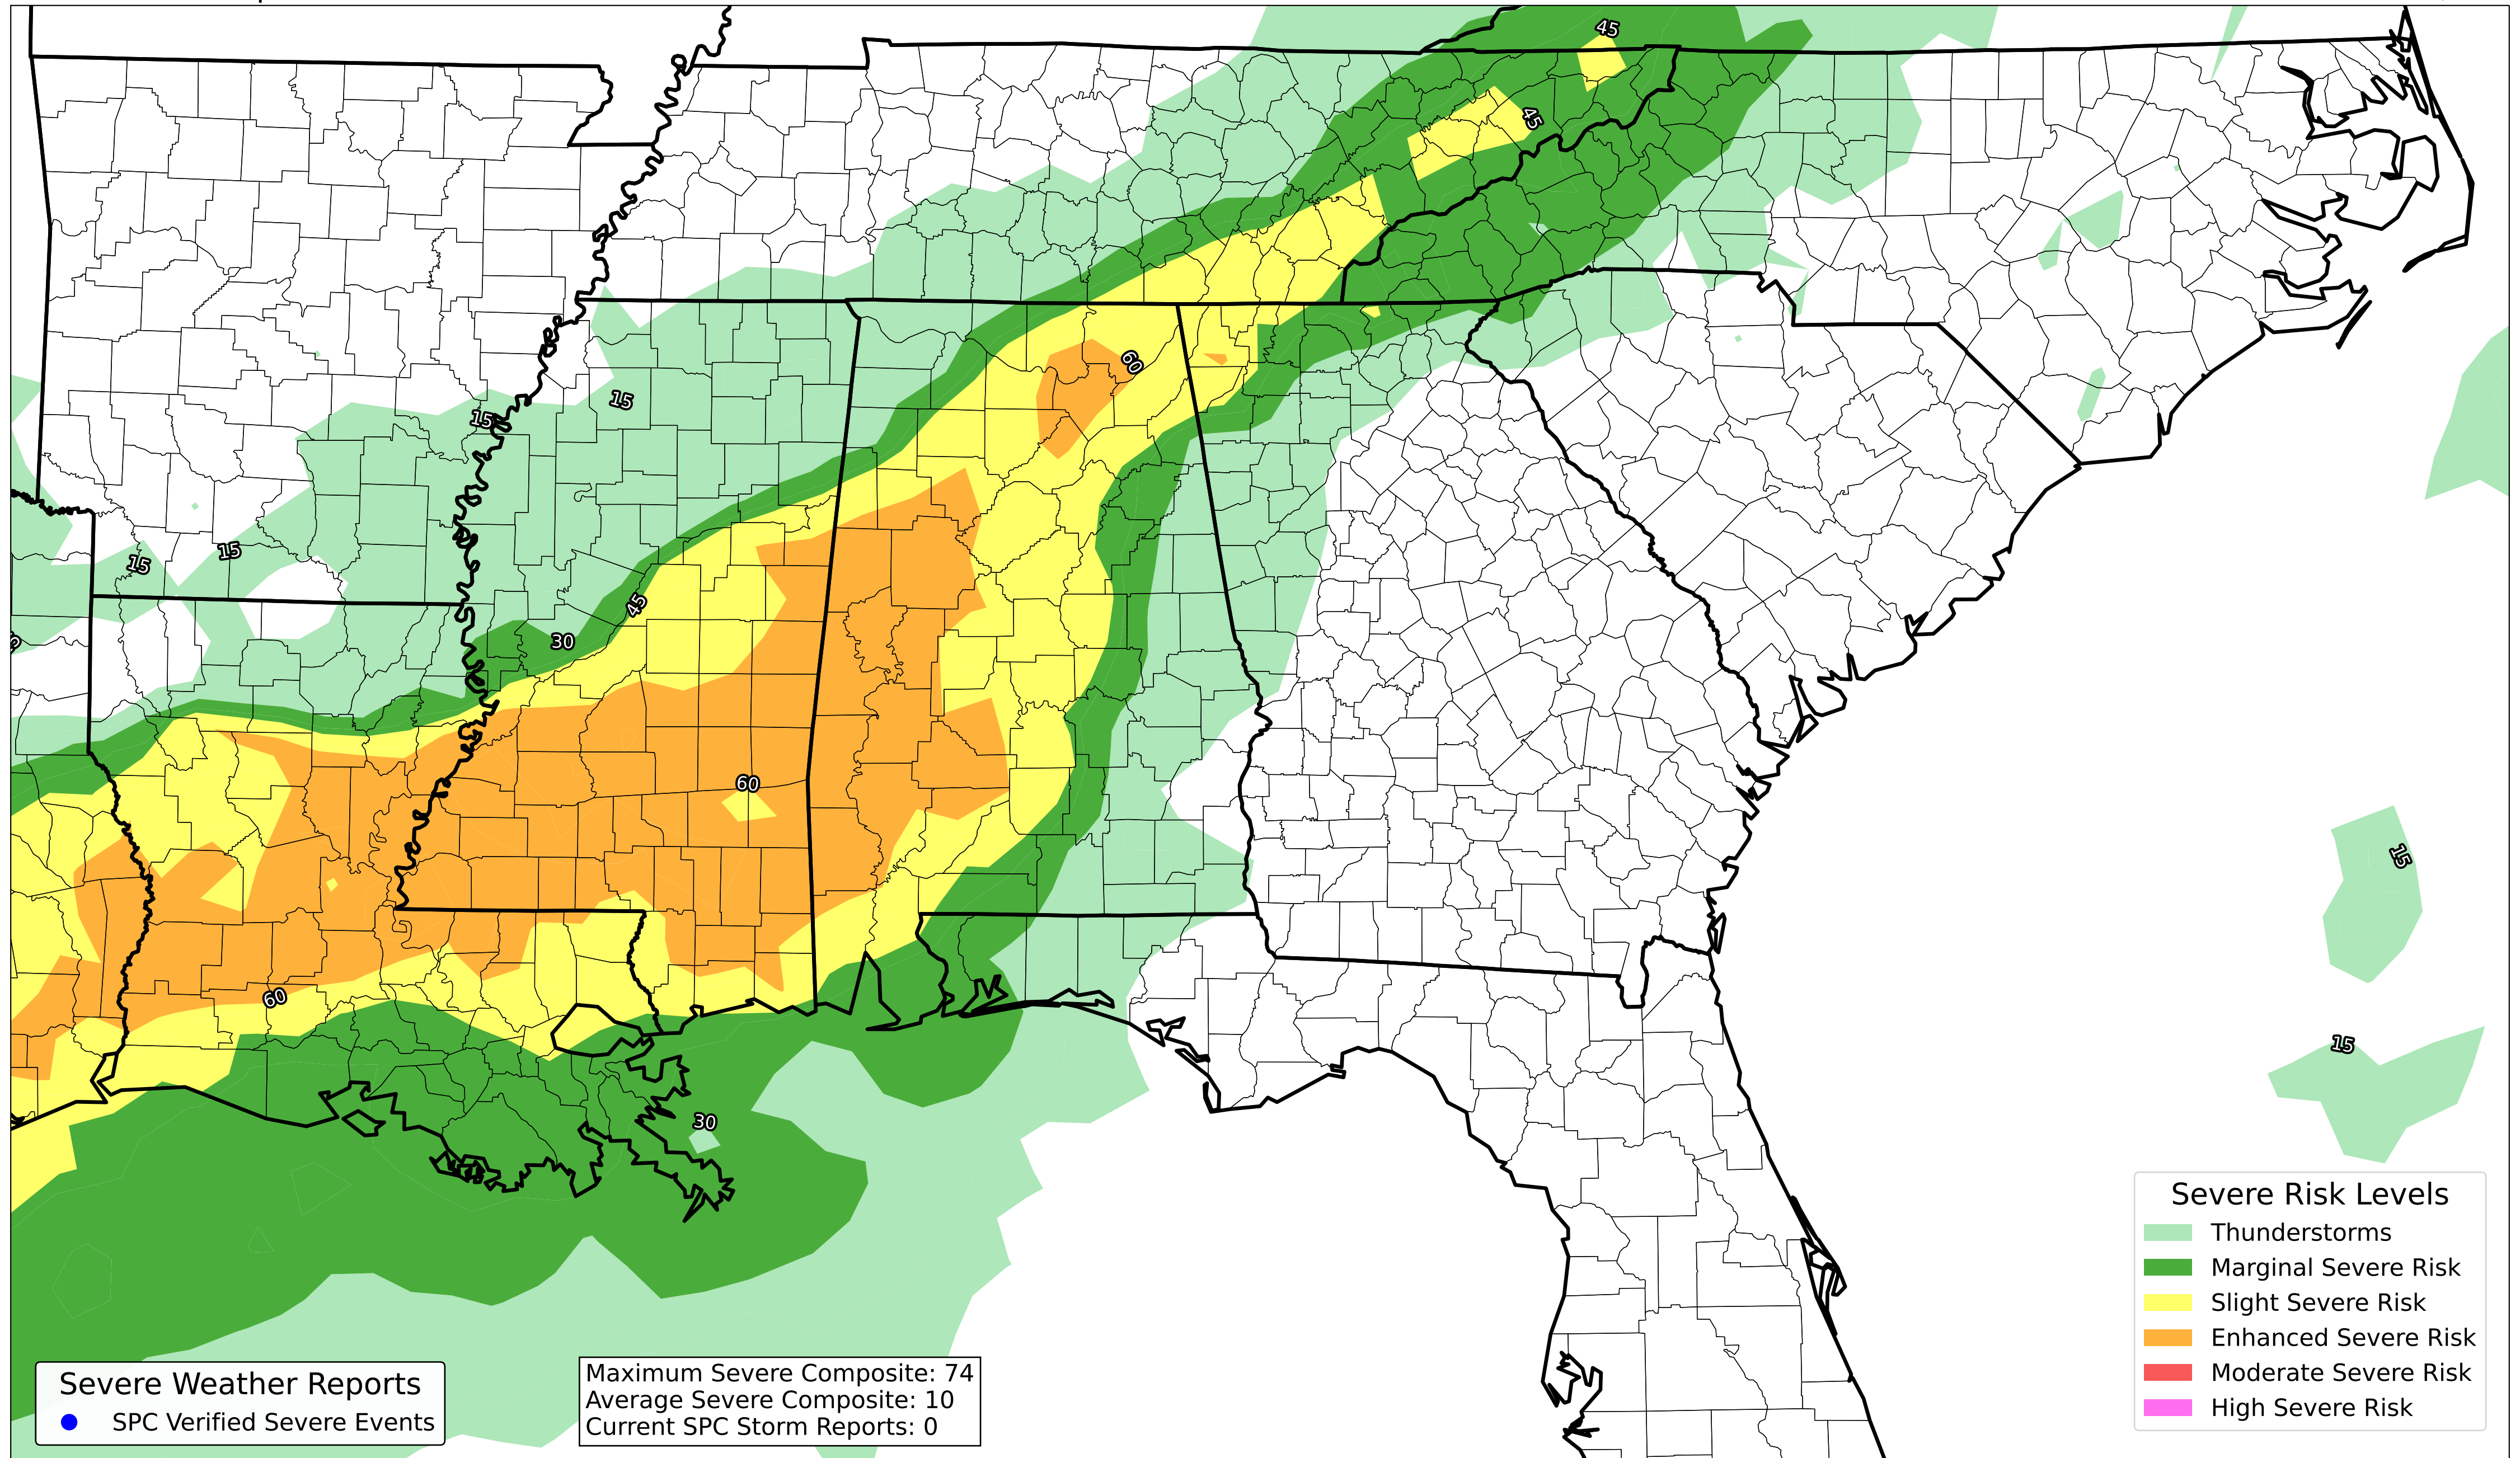 45
45
60
15
15
15
15
45
30
60
15
60
15
30
Severe Risk Levels
Thunderstorms
Marginal Severe Risk
Slight Severe Risk
Enhanced Severe Risk
Moderate Severe Risk
High Severe Risk
Maximum Severe Composite: 74
Average Severe Composite: 10
Current SPC Storm Reports: 0
Severe Weather Reports
SPC Verified Severe Events